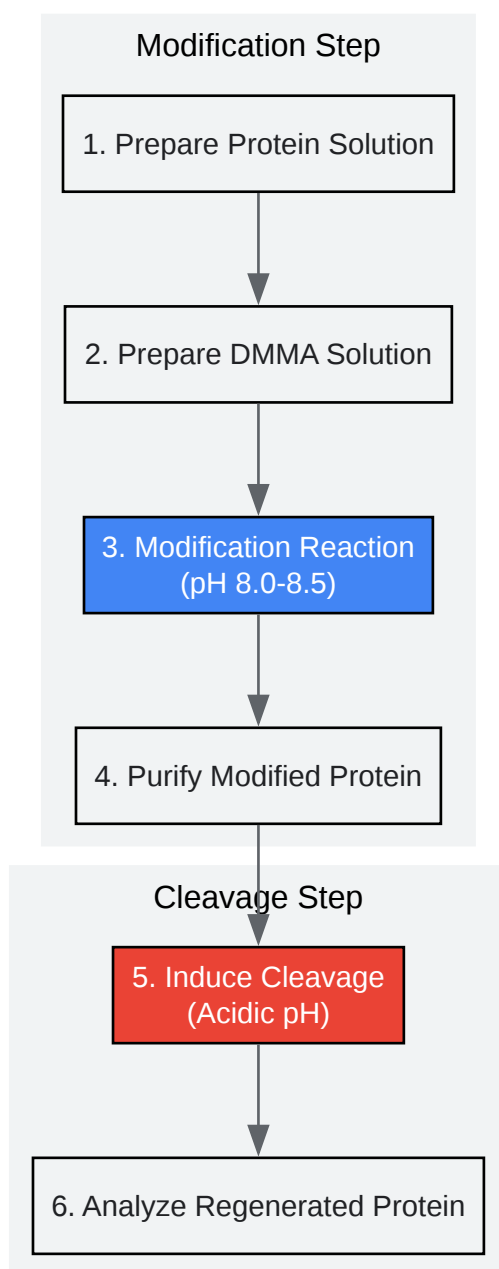 Modification Step
1. Prepare Protein Solution
2. Prepare DMMA Solution
3. Modification Reaction
(pH 8.0-8.5)
4. Purify Modified Protein
Cleavage Step
5. Induce Cleavage
(Acidic pH)
6. Analyze Regenerated Protein